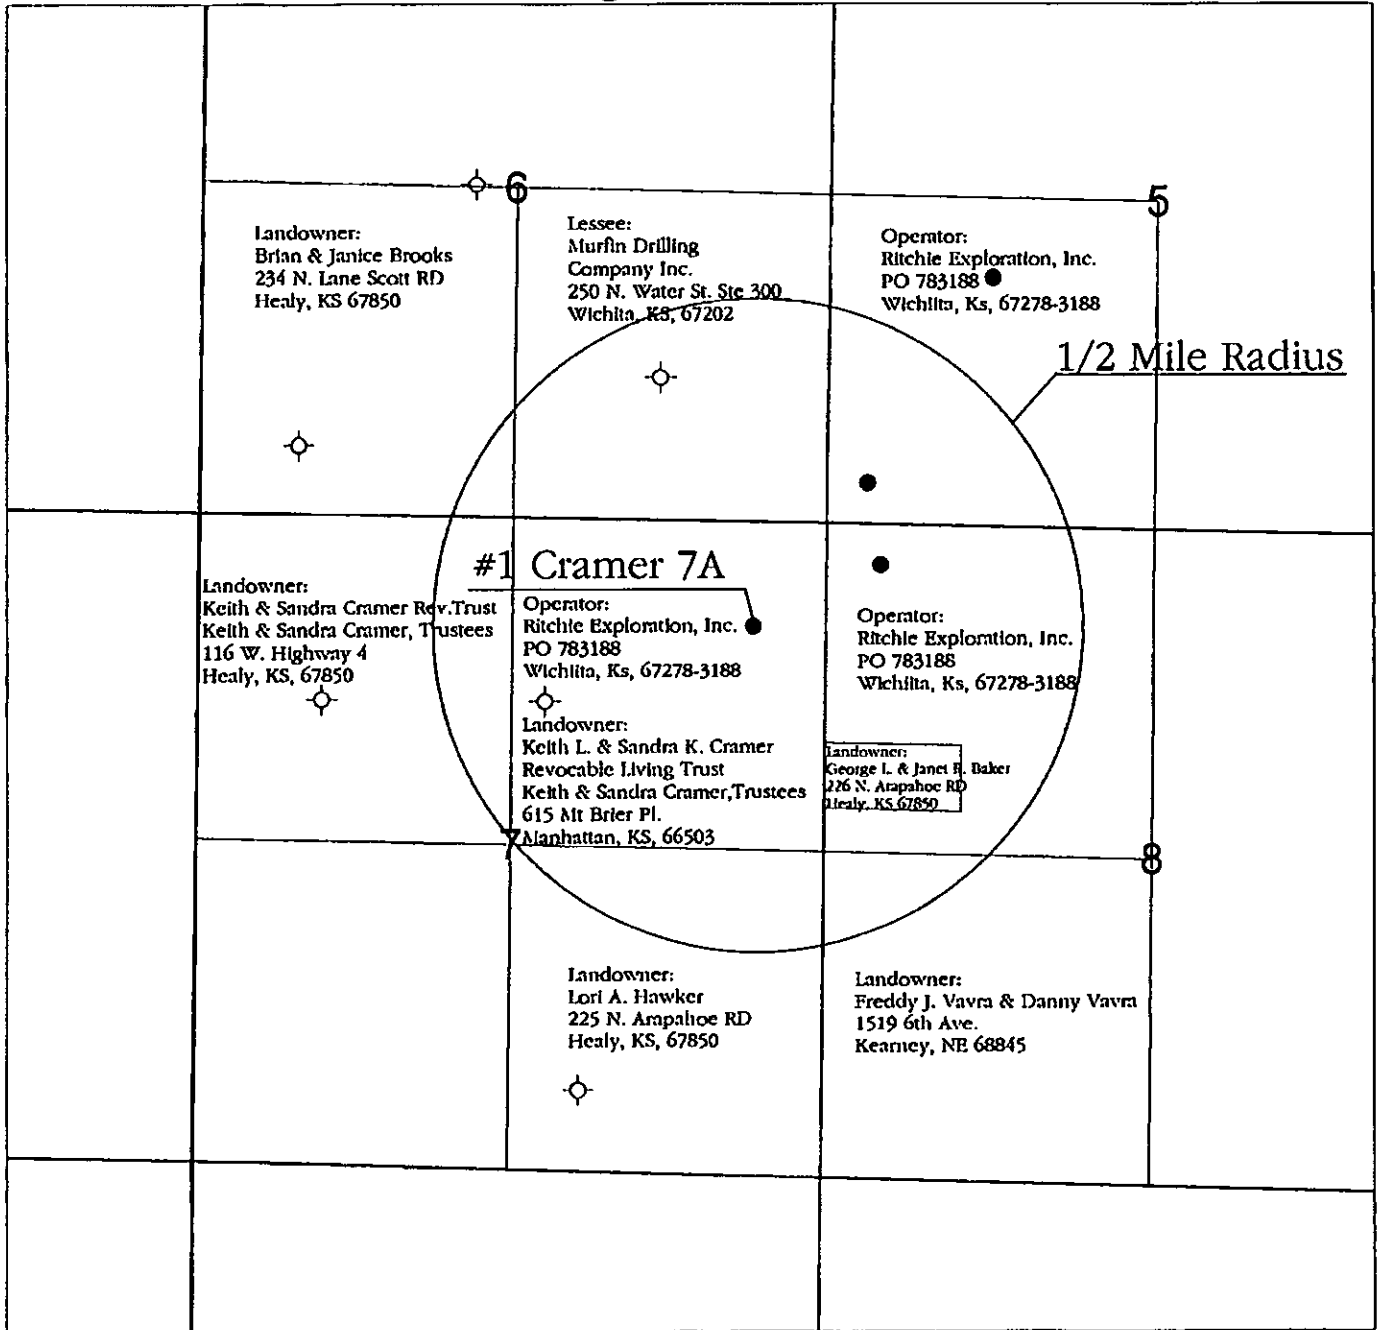 6
5
Landowner:
Brian & Janice Brooks
234 N. Lane Scott RD
Healy, KS 67850
Lessee:
Murfin Drilling
Company Inc.
250 N. Water St. Ste 300
Wichita, KS, 67202
Operator:
Ritchie Exploration, Inc.
PO 783188
Wichita, Ks, 67278-3188
1/2 Mile Radius
#1 Cramer 7A
Landowner:
Keith & Sandra Cramer Rev.Trust
Keith & Sandra Cramer, Trustees
116 W. Highway 4
Healy, KS, 67850
Operator:
Ritchie Exploration, Inc.
PO 783188
Wichita, Ks, 67278-3188
Operator:
Ritchie Exploration, Inc.
PO 783188
Wichita, Ks, 67278-3188
Landowner:
Keith L. & Sandra K. Cramer
Revocable Living Trust
Keith & Sandra Cramer,Trustees
615 Mt Brier Pl.
Manhattan, KS, 66503
Landowner:
George L. & Janet R. Baker
226 N. Arapahoe RD
Healy, KS 67850
7
8
Landowner:
Lori A. Hawker
225 N. Arapahoe RD
Healy, KS, 67850
Landowner:
Freddy J. Vavra & Danny Vavra
1519 6th Ave.
Kearney, NE 68845